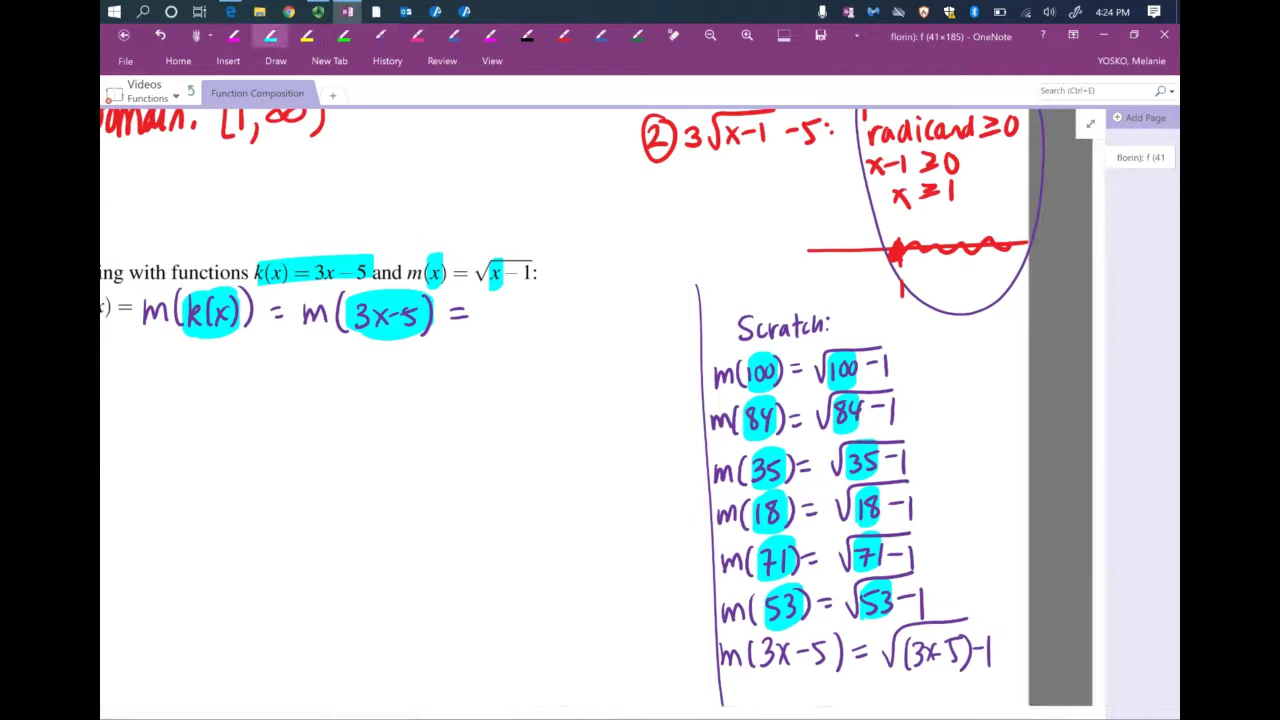 4:24 PM
florin): f (41×185) - OneNote
File Home Insert Draw New Tab History Review View
YOSKO, Melanie
Videos
Functions
Function Composition
Search (Ctrl+E)
Add Page
florin): f (41
omain: [1, ∞)
② 3√x-1 -5:
radicand ≥ 0
x-1 ≥ 0
x ≥ 1
1
ing with functions k(x) = 3x – 5 and m(x) = √x – 1:
x) = m(k(x)) = m(3x-5) =
Scratch:
m(100) = √100-1
m(84) = √84-1
m(35) = √35-1
m(18) = √18-1
m(71) = √71-1
m(53) = √53-1
m(3x-5) = √(3x-5)-1